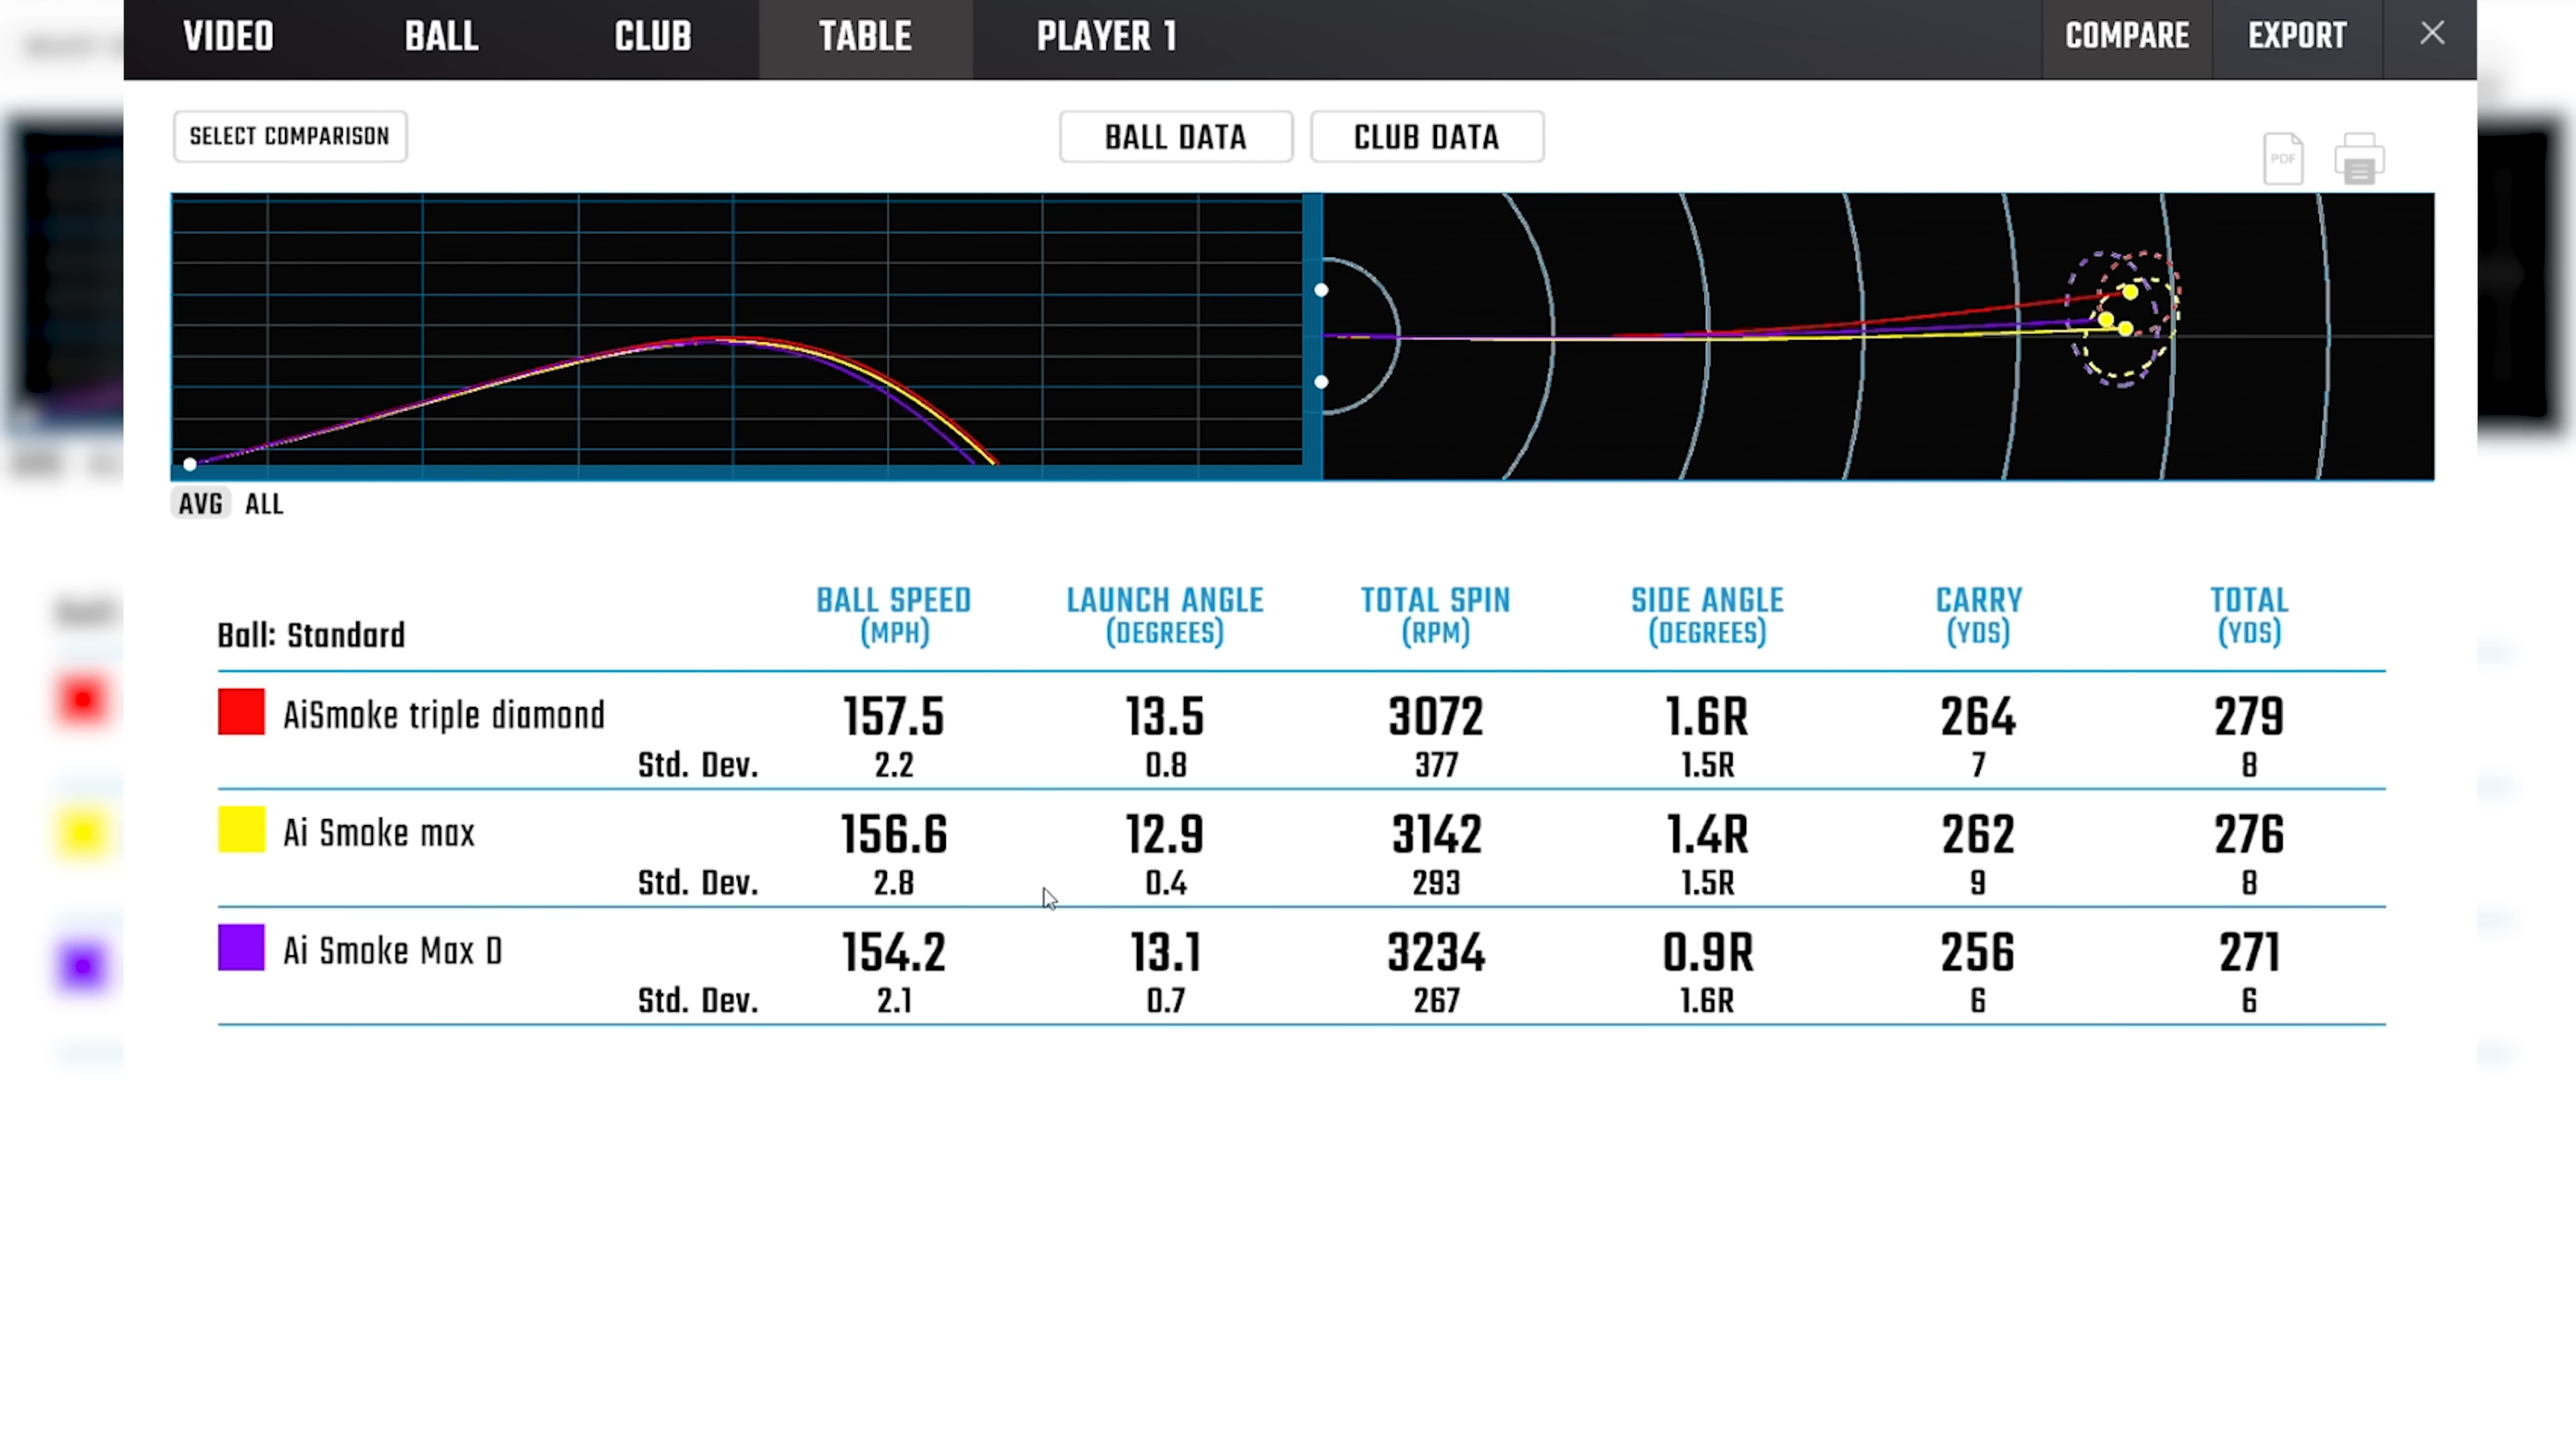 VIDEO BALL CLUB TABLE PLAYER 1 COMPARE EXPORT
SELECT COMPARISON BALL DATA CLUB DATA
PDF
AVG ALL
Ball: Standard BALL SPEED (MPH) LAUNCH ANGLE (DEGREES) TOTAL SPIN (RPM) SIDE ANGLE (DEGREES) CARRY (YDS) TOTAL (YDS)
AiSmoke triple diamond 157.5 13.5 3072 1.6R 264 279
Std. Dev. 2.2 0.8 377 1.5R 7 8
Ai Smoke max 156.6 12.9 3142 1.4R 262 276
Std. Dev. 2.8 0.4 293 1.5R 9 8
Ai Smoke Max D 154.2 13.1 3234 0.9R 256 271
Std. Dev. 2.1 0.7 267 1.6R 6 6